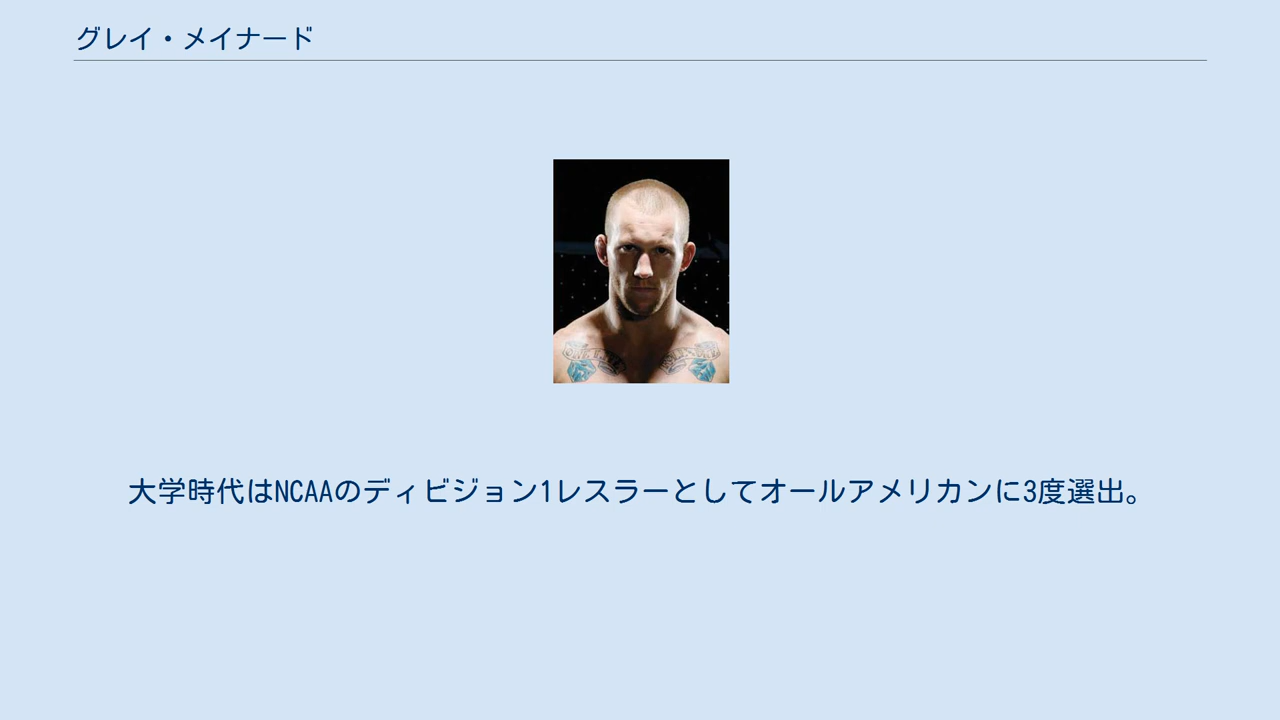 グレイ・メイナード
大学時代はNCAAのディビジョン1レスラーとしてオールアメリカンに3度選出。